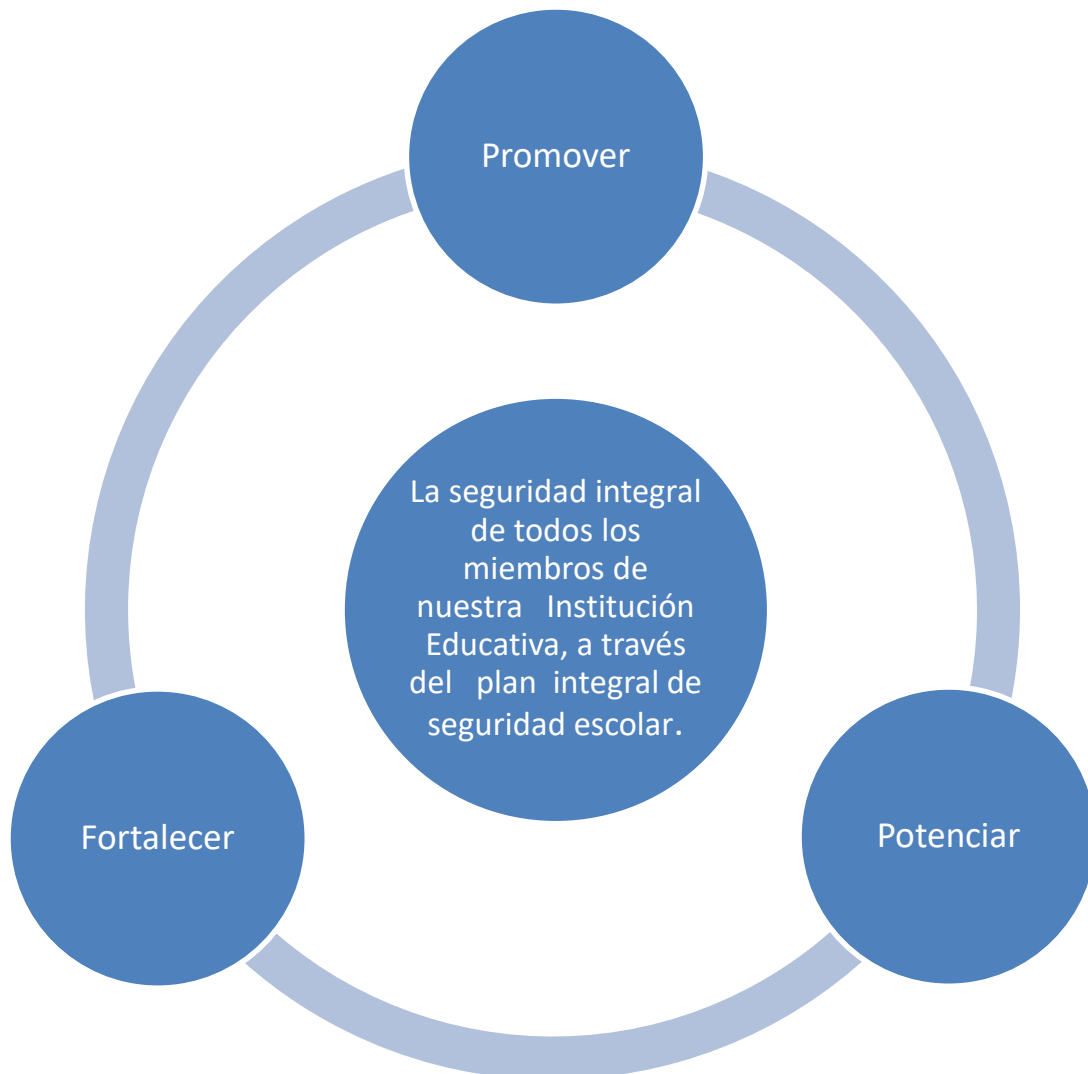 Promover
La seguridad integral
de todos los
miembros de
nuestra Institución
Educativa, a través
del plan integral de
seguridad escolar.
Fortalecer
Potenciar